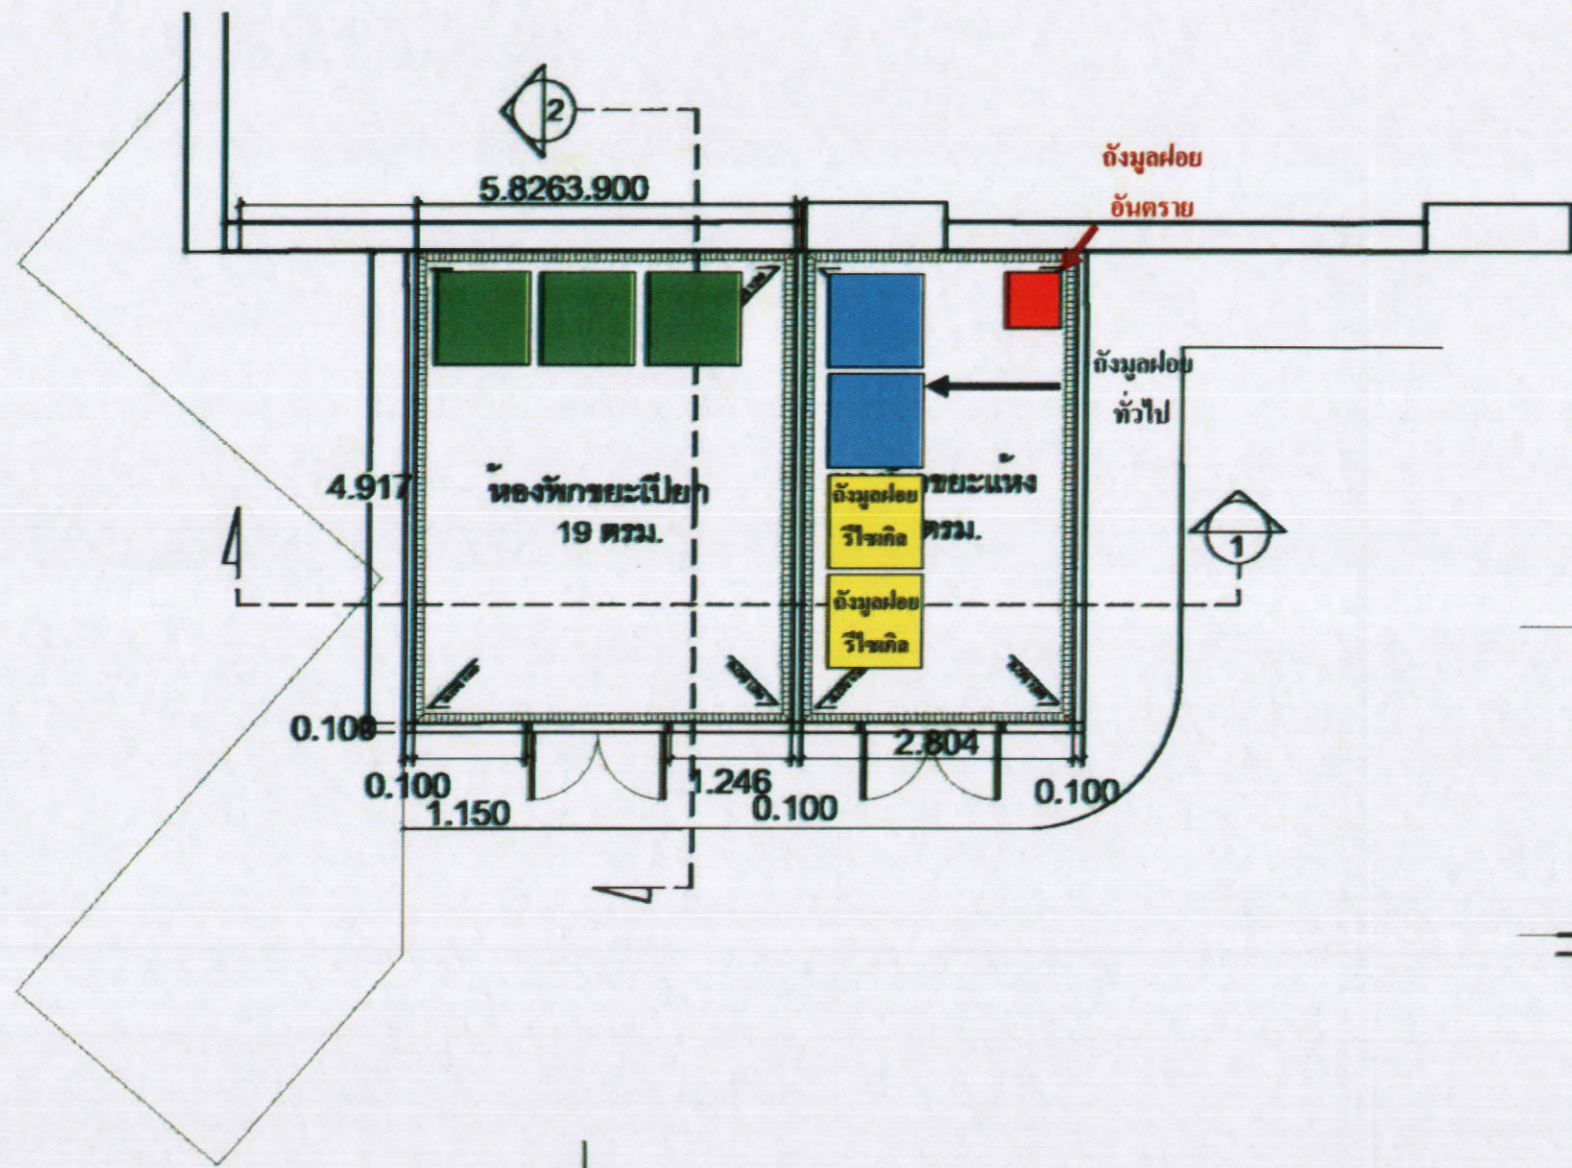 2
5.8263.900
ถังมูลฝอย
อันตราย
ถังมูลฝอย
ทั่วไป
4.917
ห้องพักขยะเปียก
19 ตรม.
ขยะแห้ง
ตรม.
ถังมูลฝอย
รีไซเคิล
ถังมูลฝอย
รีไซเคิล
1
0.100
2.804
0.100
1.246
0.100
1.150
0.100